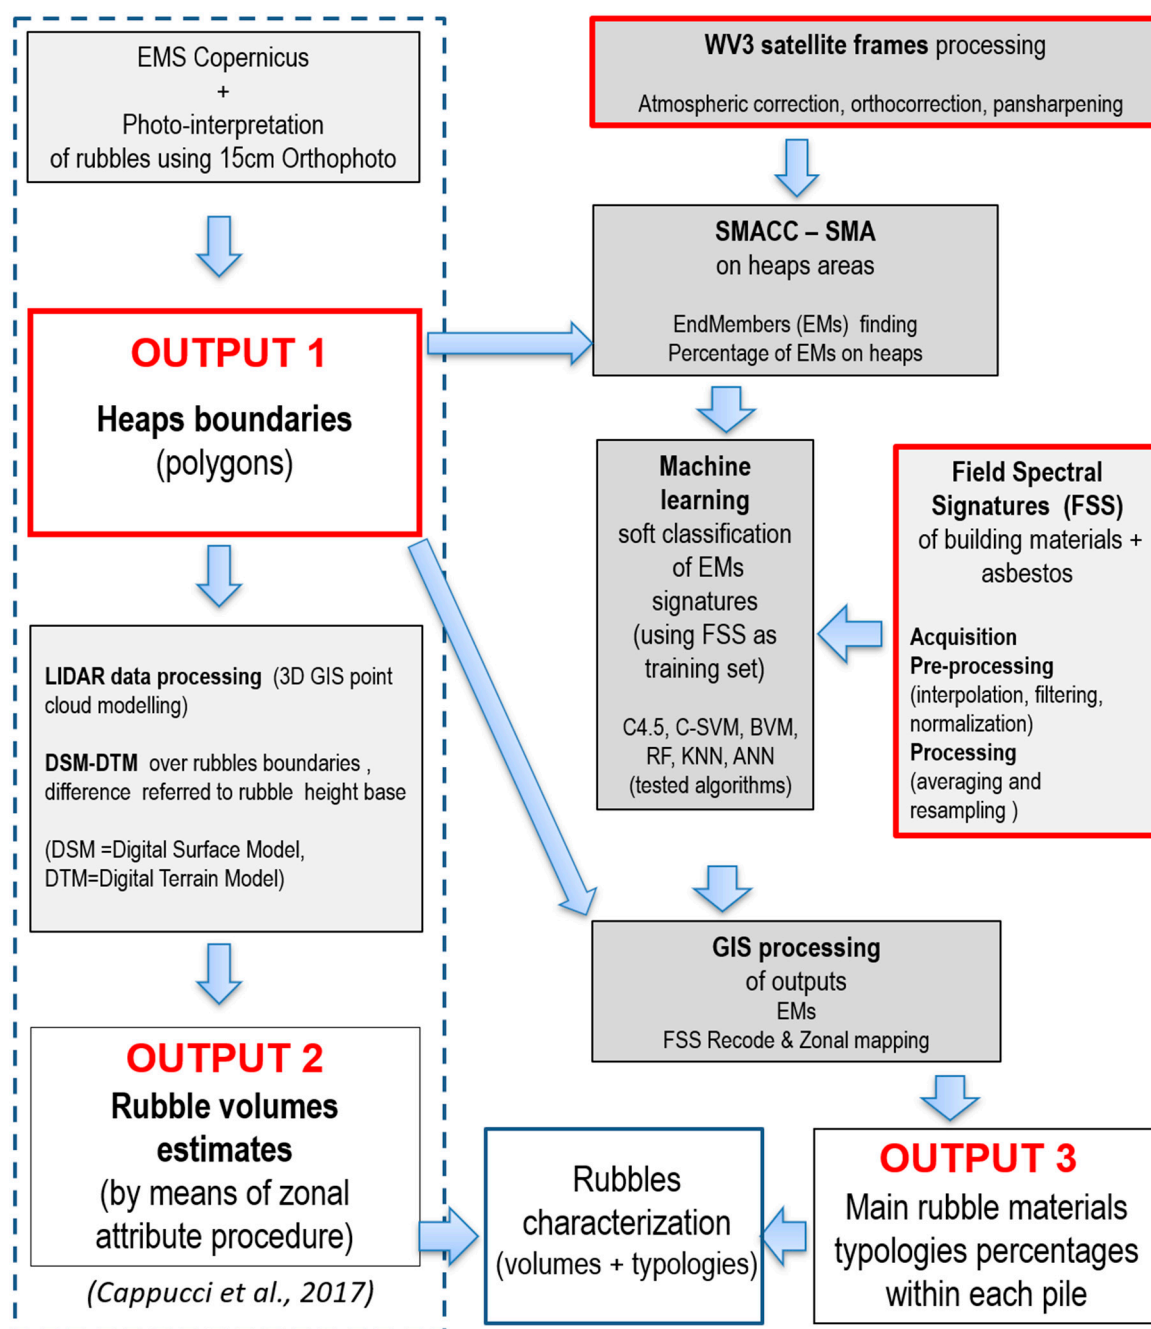 EMS Copernicus
+
Photo-interpretation
of rubbles using 15cm Orthophoto
OUTPUT 1
Heaps boundaries
(polygons)
LIDAR data processing (3D GIS point
cloud modelling)
DSM-DTM over rubbles boundaries ,
difference referred to rubble height base
(DSM =Digital Surface Model,
DTM=Digital Terrain Model)
OUTPUT 2
Rubble volumes
estimates
(by means of zonal
attribute procedure)
(Cappucci et al., 2017)
WV3 satellite frames processing
Atmospheric correction, orthocorrection, pansharpening
SMACC – SMA
on heaps areas
EndMembers (EMs) finding
Percentage of EMs on heaps
Machine
learning
soft classification
of EMs
signatures
(using FSS as
training set)
C4.5, C-SVM, BVM,
RF, KNN, ANN
(tested algorithms)
Field Spectral
Signatures (FSS)
of building materials +
asbestos
Acquisition
Pre-processing
(interpolation, filtering,
normalization)
Processing
(averaging and
resampling )
GIS processing
of outputs
EMs
FSS Recode & Zonal mapping
Rubbles
characterization
(volumes + typologies)
OUTPUT 3
Main rubble materials
typologies percentages
within each pile